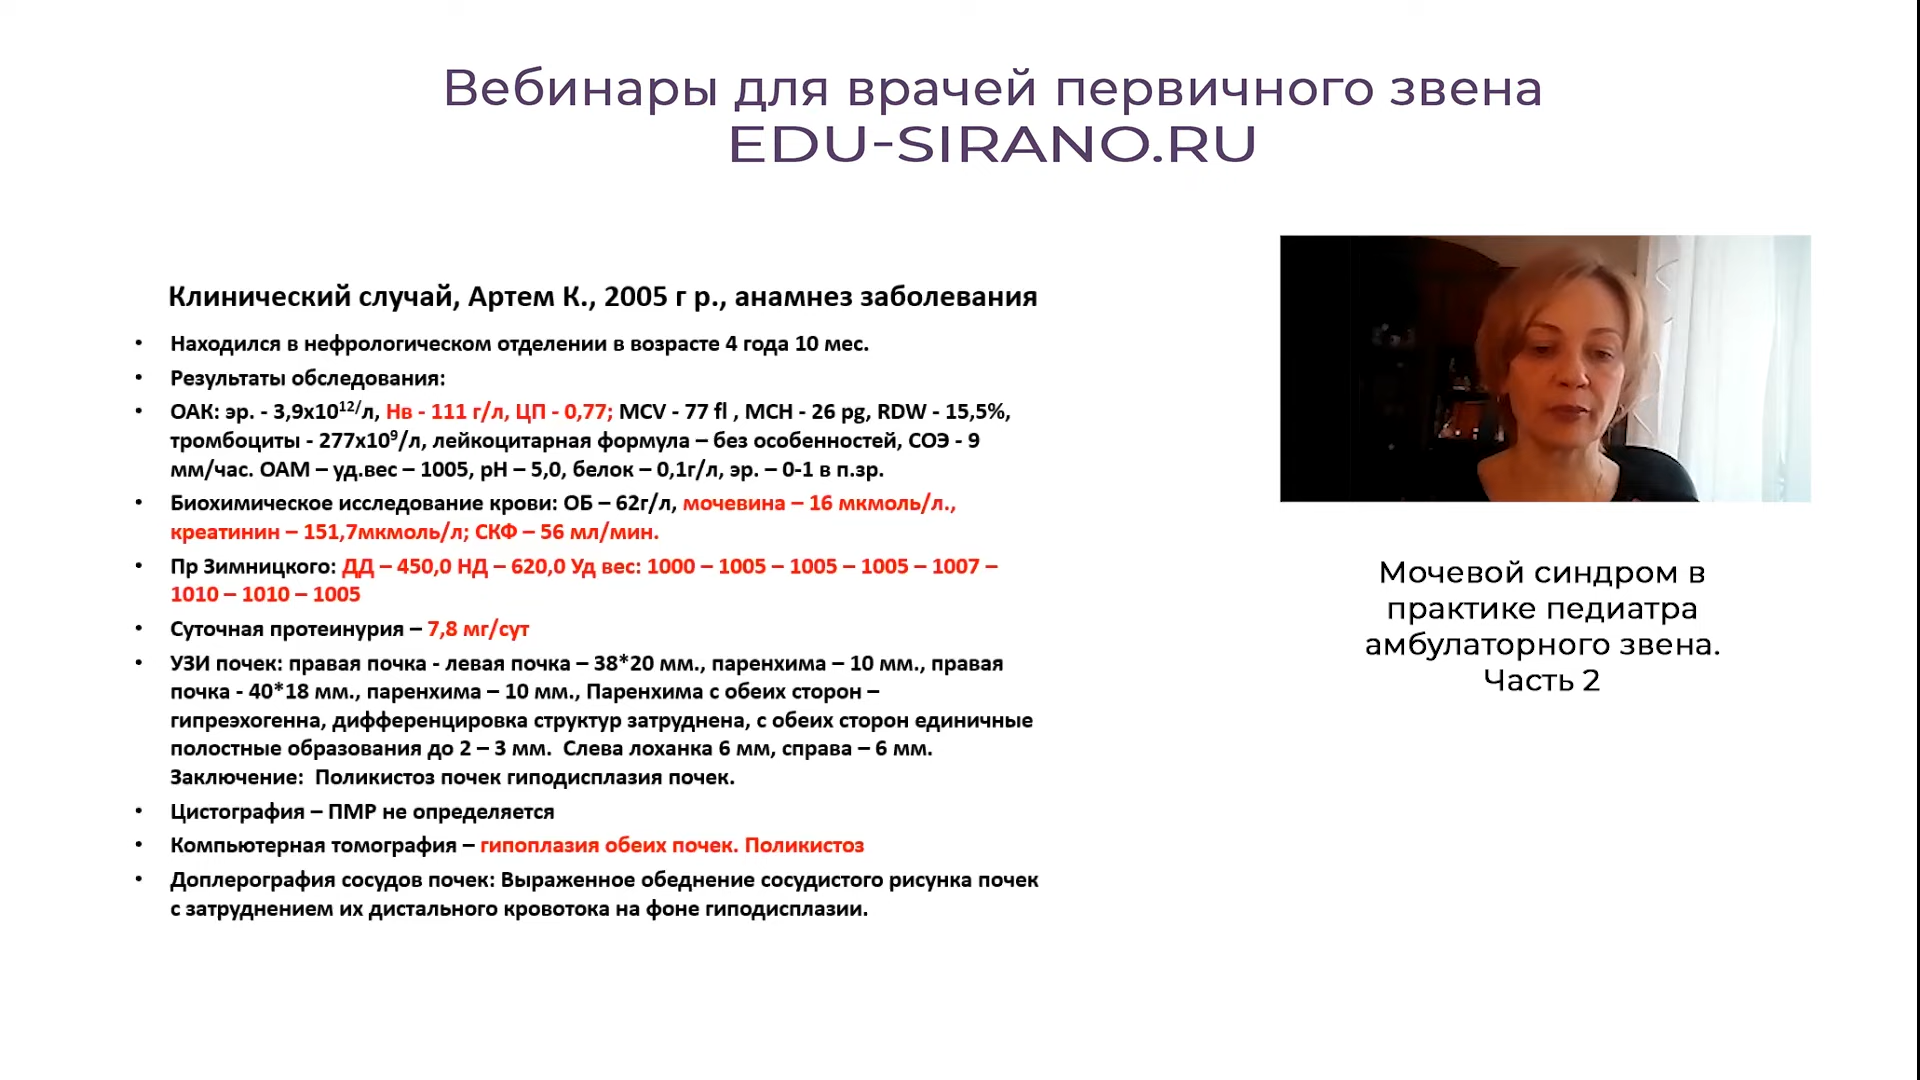 Вебинары для врачей первичного звена
EDU-SIRANO.RU
Клинический случай, Артем К., 2005 г р., анамнез заболевания
• Находился в нефрологическом отделении в возрасте 4 года 10 мес.
• Результаты обследования:
• ОАК: эр. - 3,9х10¹²/л, Нв - 111 г/л, ЦП - 0,77; MCV - 77 fl , MCH - 26 pg, RDW - 15,5%,
тромбоциты - 277х10⁹/л, лейкоцитарная формула – без особенностей, СОЭ - 9
мм/час. ОАМ – уд.вес – 1005, рН – 5,0, белок – 0,1г/л, эр. – 0-1 в п.зр.
• Биохимическое исследование крови: ОБ – 62г/л, мочевина – 16 мкмоль/л.,
креатинин – 151,7мкмоль/л; СКФ – 56 мл/мин.
• Пр Зимницкого: ДД – 450,0 НД – 620,0 Уд вес: 1000 – 1005 – 1005 – 1005 – 1007 –
1010 – 1010 – 1005
• Суточная протеинурия – 7,8 мг/сут
• УЗИ почек: правая почка - левая почка – 38*20 мм., паренхима – 10 мм., правая
почка - 40*18 мм., паренхима – 10 мм., Паренхима с обеих сторон –
гипреэхогенна, дифференцировка структур затруднена, с обеих сторон единичные
полостные образования до 2 – 3 мм. Слева лоханка 6 мм, справа – 6 мм.
Заключение: Поликистоз почек гиподисплазия почек.
• Цистография – ПМР не определяется
• Компьютерная томография – гипоплазия обеих почек. Поликистоз
• Доплерография сосудов почек: Выраженное обеднение сосудистого рисунка почек
с затруднением их дистального кровотока на фоне гиподисплазии.
Мочевой синдром в
практике педиатра
амбулаторного звена.
Часть 2